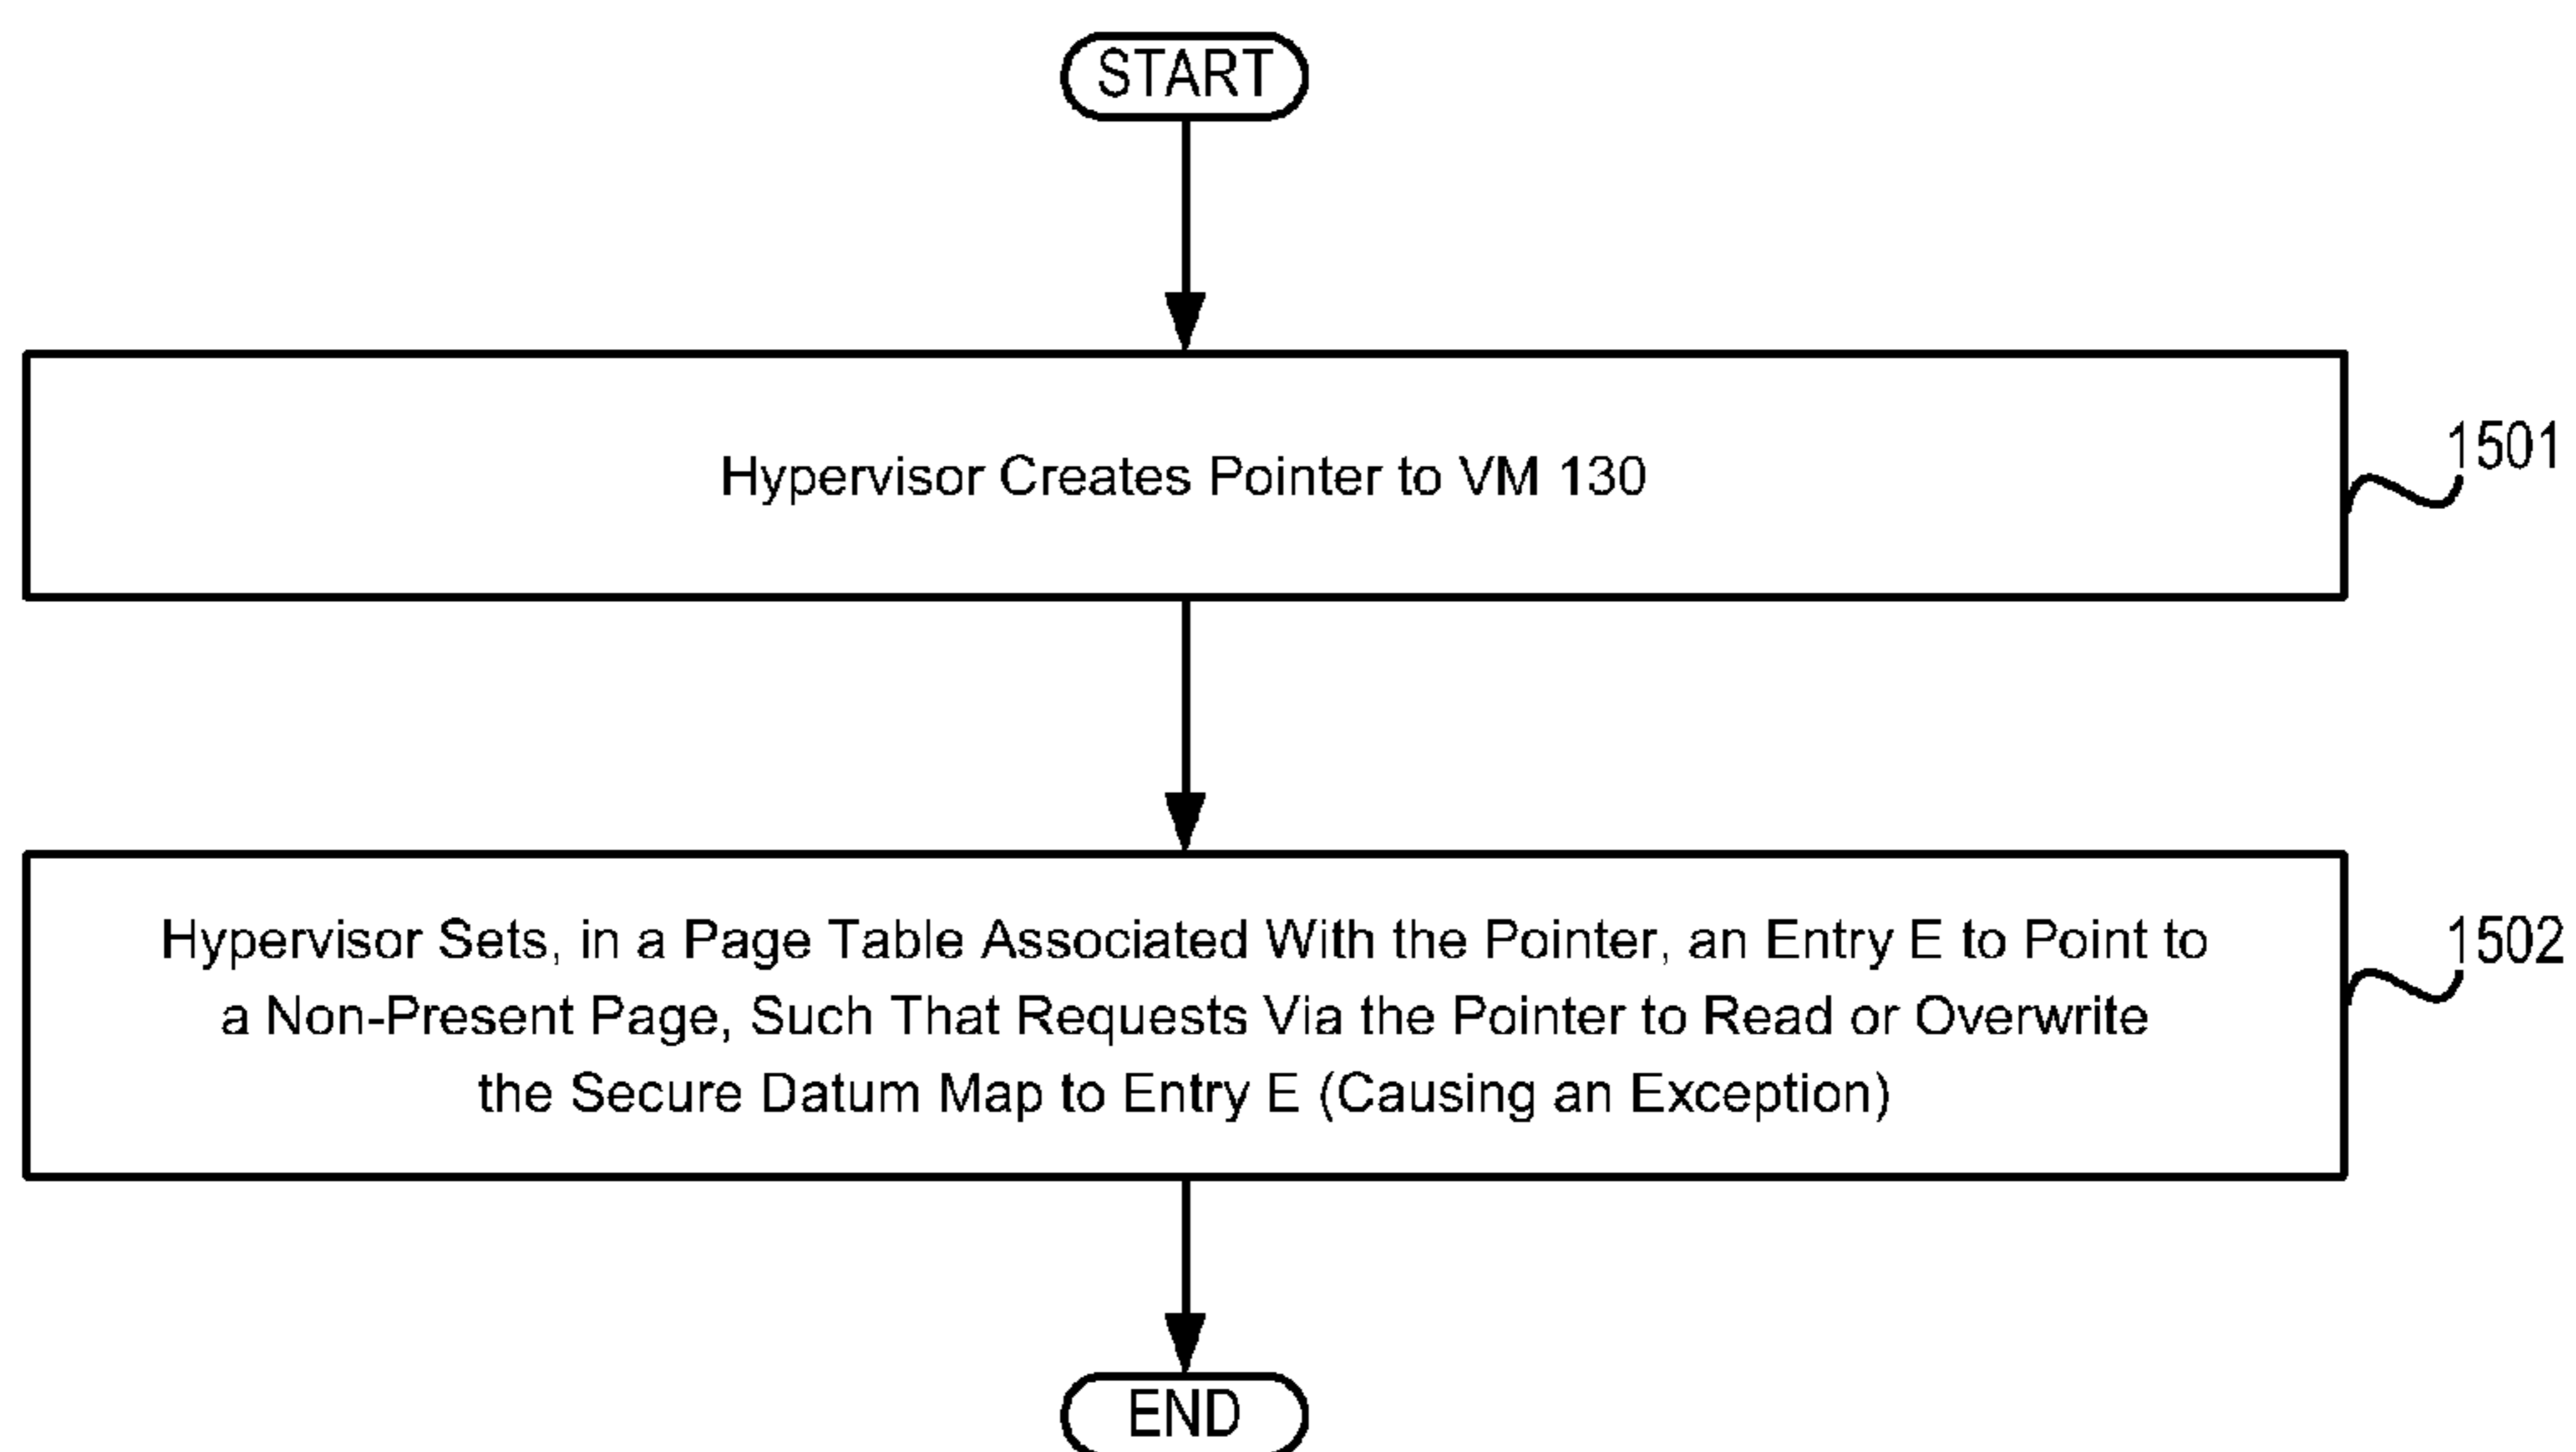 START
Hypervisor Creates Pointer to VM 130
1501
Hypervisor Sets, in a Page Table Associated With the Pointer, an Entry E to Point to
a Non-Present Page, Such That Requests Via the Pointer to Read or Overwrite
the Secure Datum Map to Entry E (Causing an Exception)
1502
END